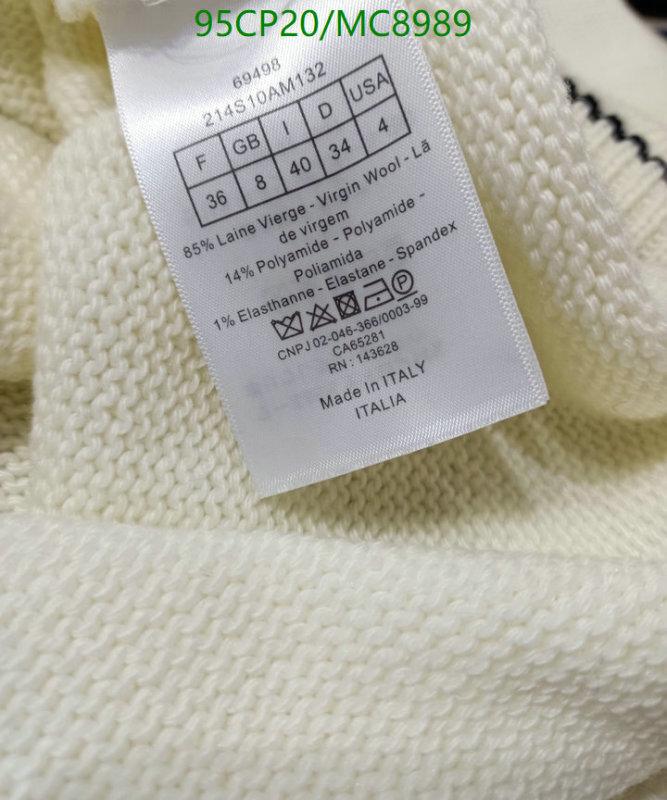 95CP20/MC8989
69498
214S10AM132
F GB I D USA
36 8 40 34 4
85% Laine Vierge - Virgin Wool - Lã
de virgem
14% Polyamide - Polyamide -
Poliamida
1% Elasthanne - Elastane - Spandex
CNPJ 02-046-366/0003-99
CA65281
RN : 143628
Made In ITALY
ITALIA